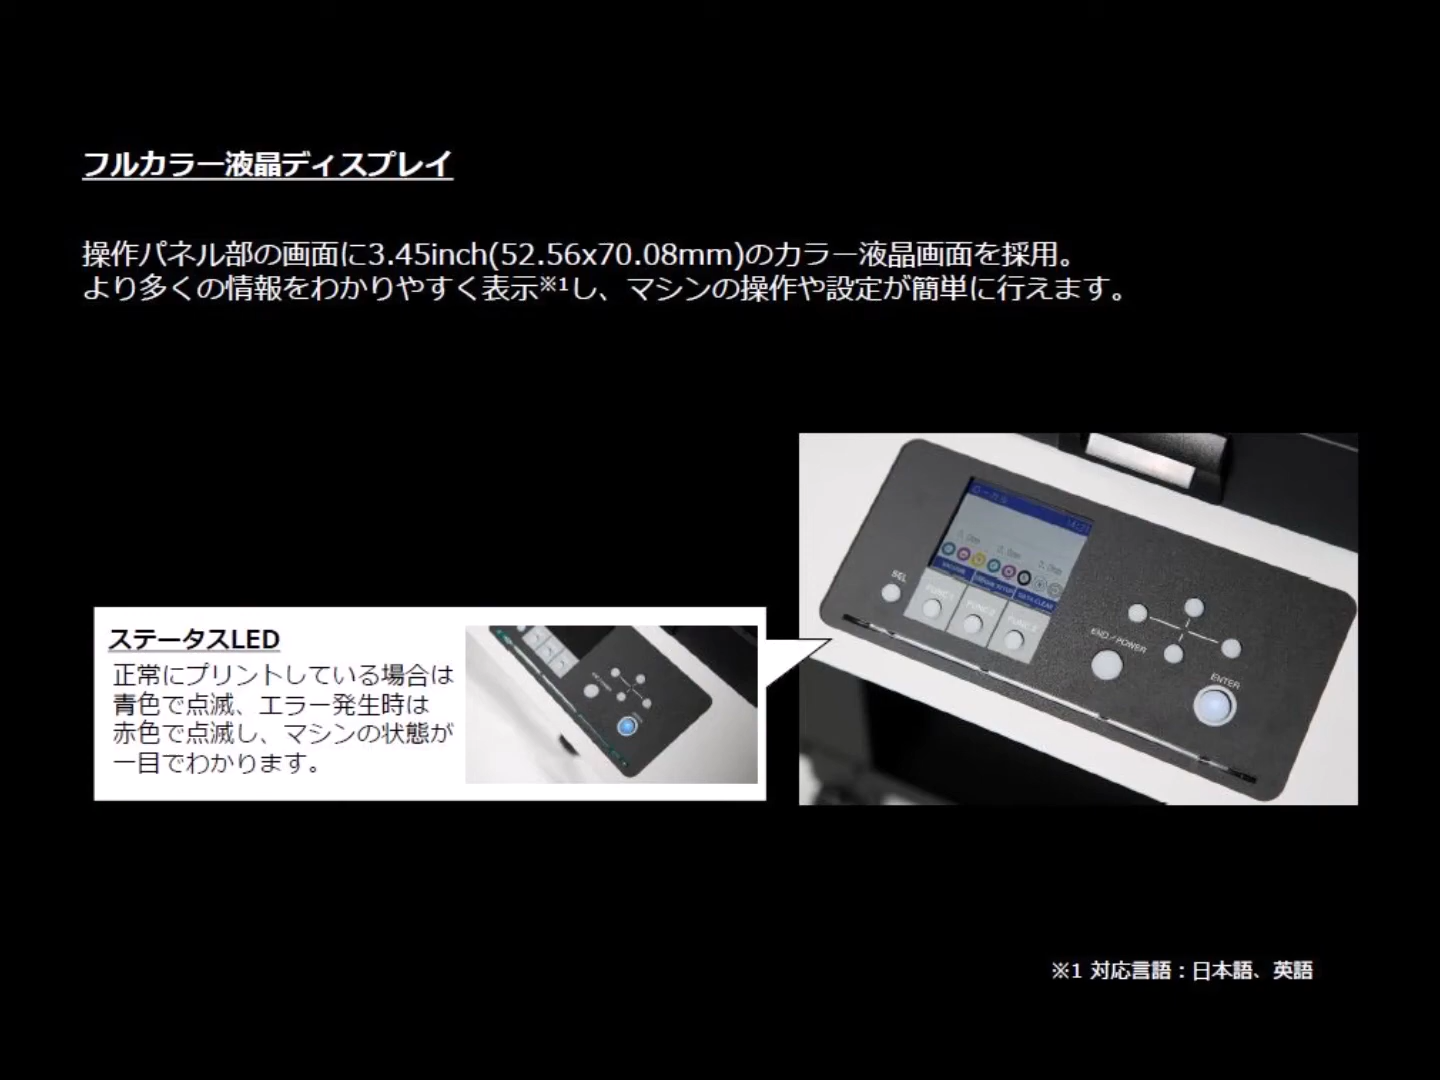 フルカラー液晶ディスプレイ
操作パネル部の画面に3.45inch(52.56x70.08mm)のカラー液晶画面を採用。
より多くの情報をわかりやすく表示※1し、マシンの操作や設定が簡単に行えます。
ステータスLED
正常にプリントしている場合は
青色で点滅、エラー発生時は
赤色で点滅し、マシンの状態が
一目でわかります。
SEL
FUNC1
FUNC2
FUNC3
DATA CLEAR
END/POWER
ENTER
※1 対応言語：日本語、英語